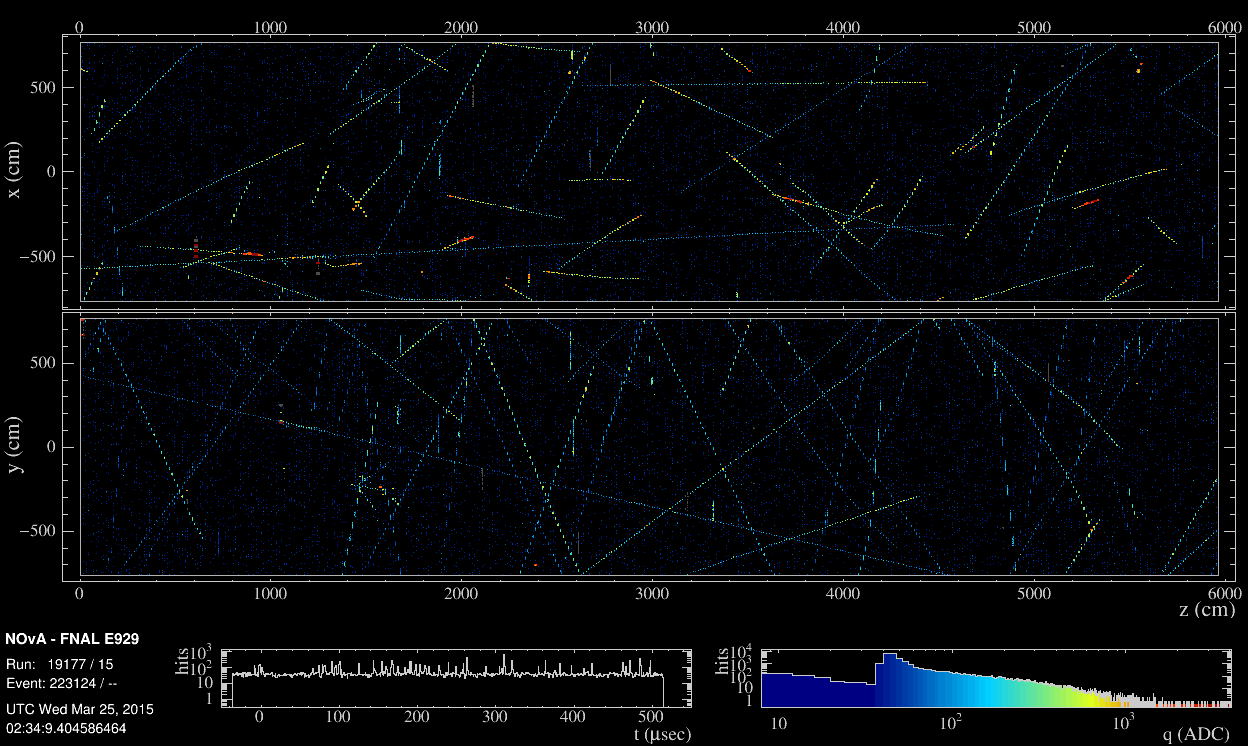 0 1000 2000 3000 4000 5000 6000
x (cm)
500
0
−500
y (cm)
500
0
−500
0 1000 2000 3000 4000 5000 6000
z (cm)
NOvA - FNAL E929
Run: 19177 / 15
Event: 223124 / --
UTC Wed Mar 25, 2015
02:34:9.404586464
hits
10³
10²
10
1
0 100 200 300 400 500
t (μsec)
hits
10⁴
10³
10²
10
1
10 10² 10³
q (ADC)